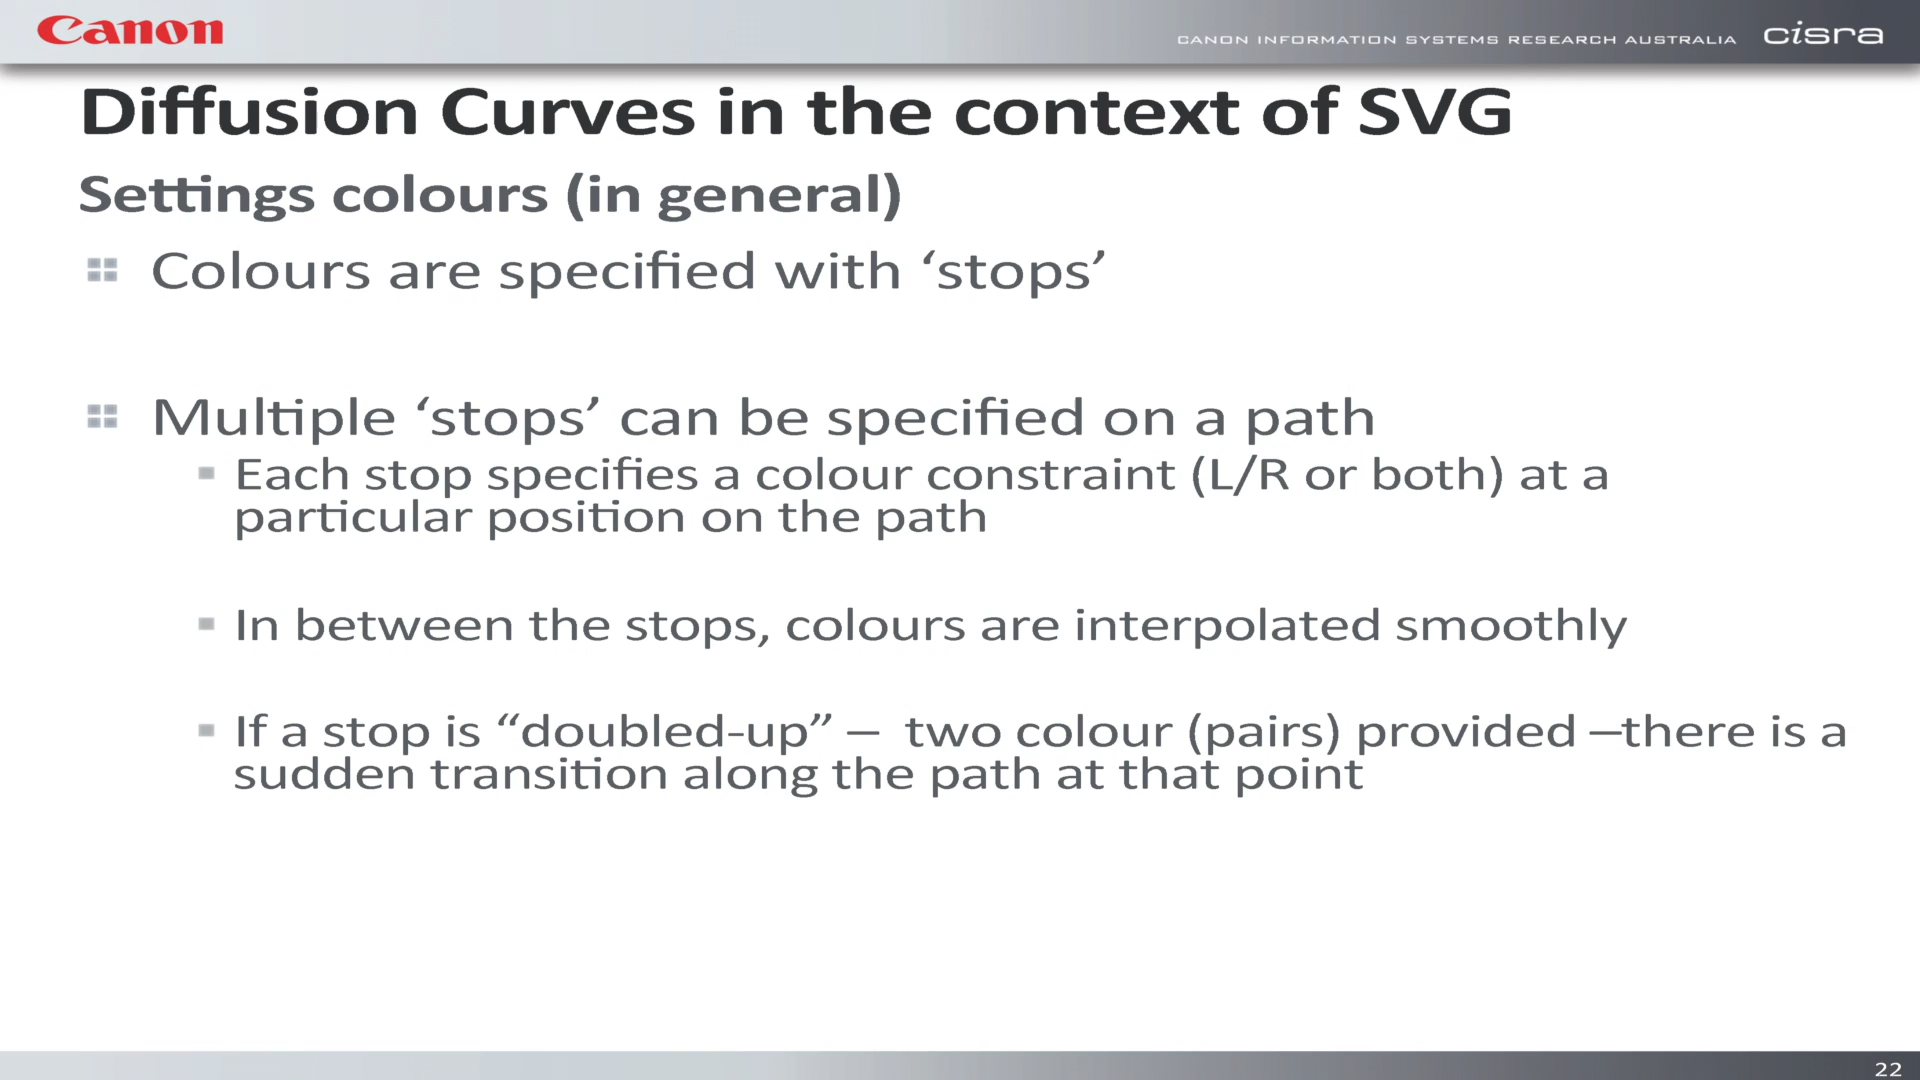 Canon
CANON INFORMATION SYSTEMS RESEARCH AUSTRALIA cisra
Diffusion Curves in the context of SVG
Settings colours (in general)
Colours are specified with ‘stops’
Multiple ‘stops’ can be specified on a path
Each stop specifies a colour constraint (L/R or both) at a
particular position on the path
In between the stops, colours are interpolated smoothly
If a stop is “doubled-up” – two colour (pairs) provided –there is a
sudden transition along the path at that point
22